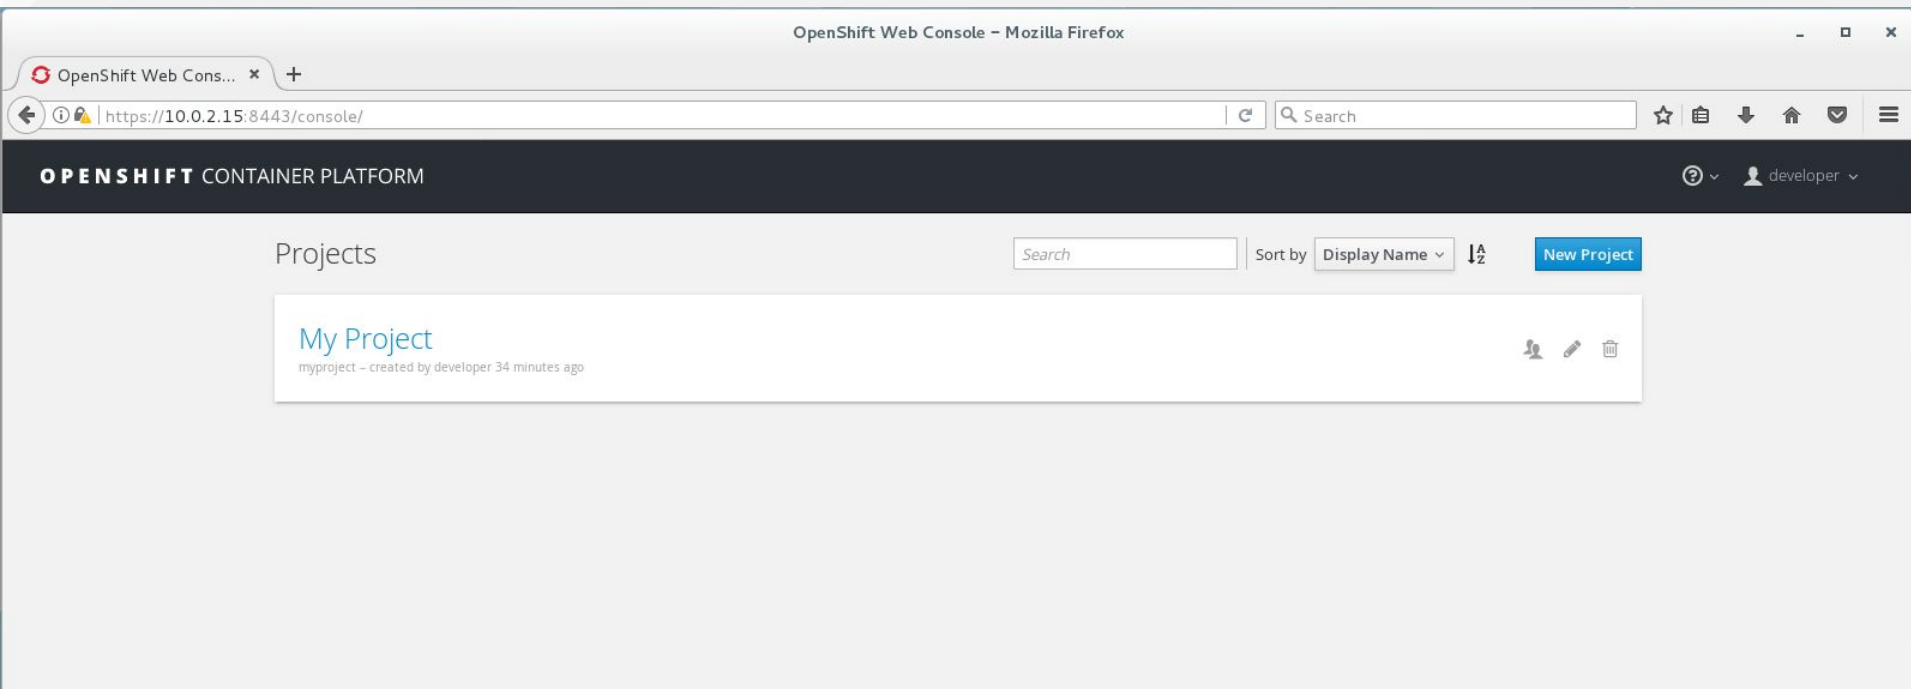 OpenShift Web Console – Mozilla Firefox
OpenShift Web Cons...
https://10.0.2.15:8443/console/
Search
OPENSHIFT CONTAINER PLATFORM
developer
Projects
Search
Sort by
Display Name
New Project
My Project
myproject – created by developer 34 minutes ago